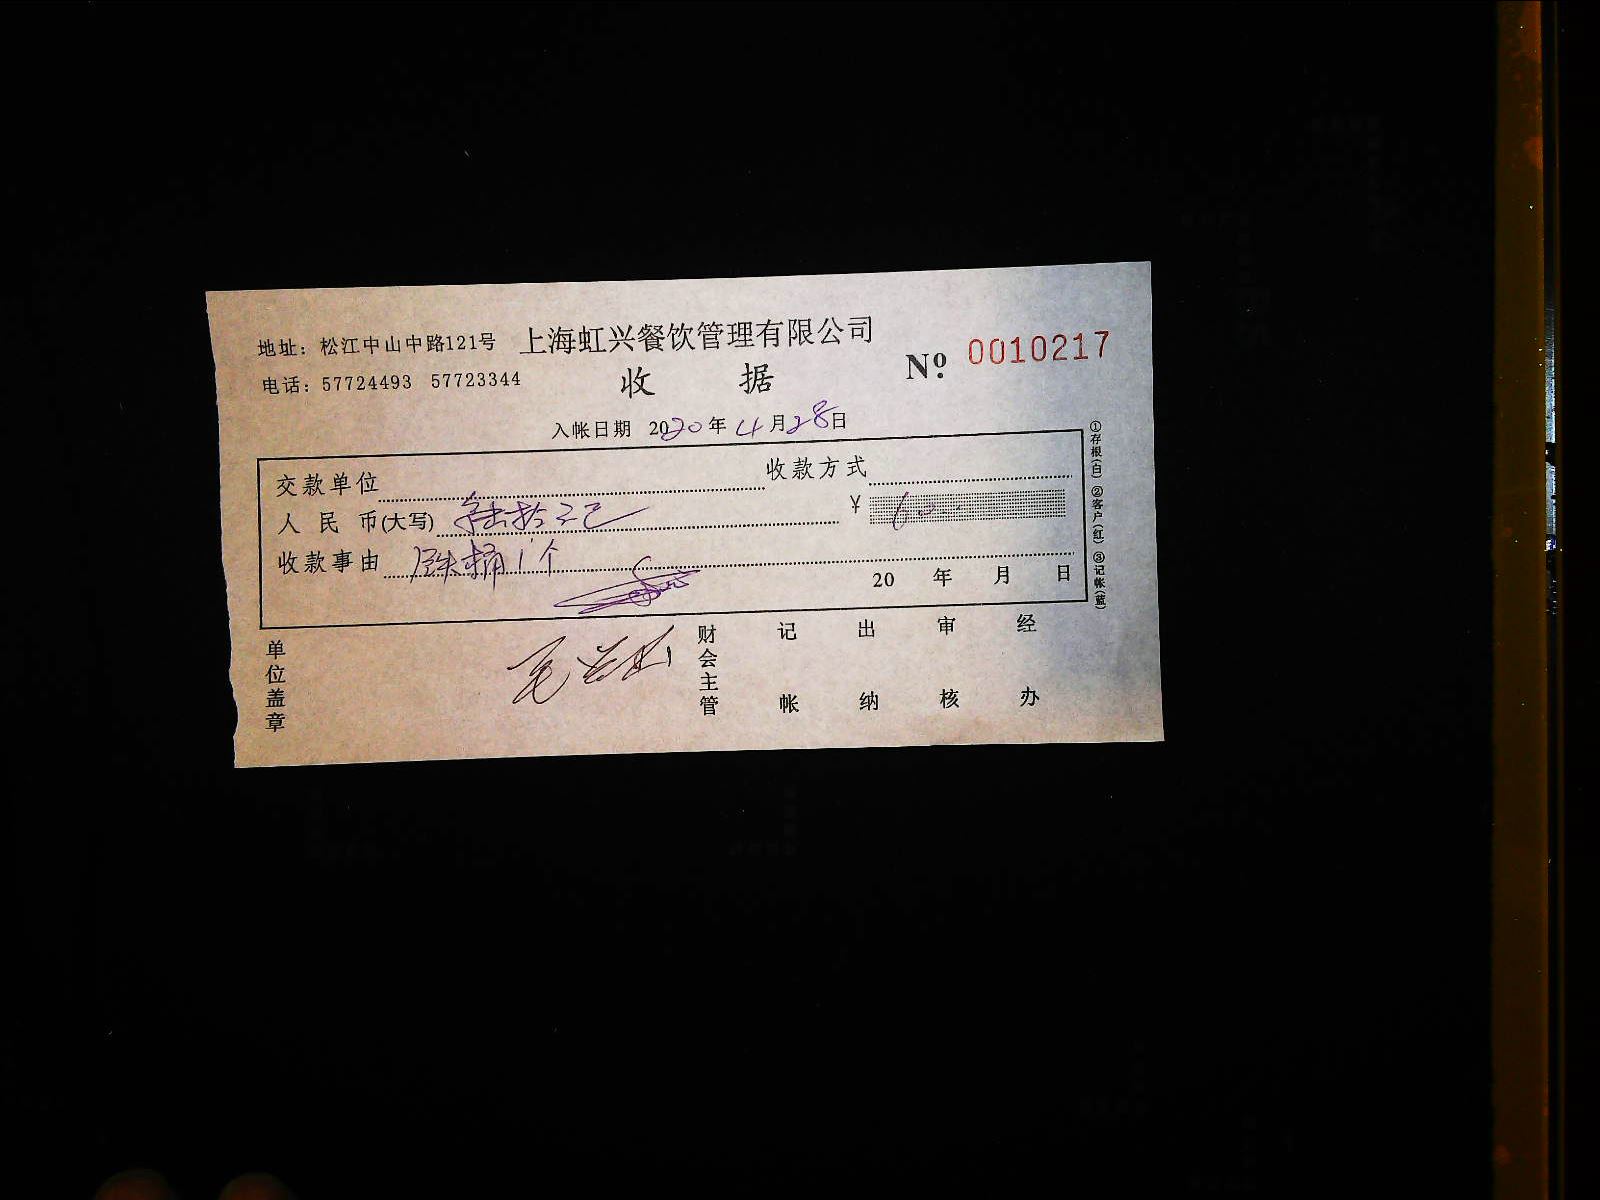 地址：松江中山中路121号 上海虹兴餐饮管理有限公司
电话：57724493 57723344 收 据 Nº 0010217
入帐日期 2020年4月28日
交款单位 收款方式
人民币(大写) 陆拾 ¥ 60
收款事由 桶1个
20 年 月 日
①存根(白) ②客户(红) ③记帐(蓝)
单位盖章 财会主管 记帐 出纳 审核 经办